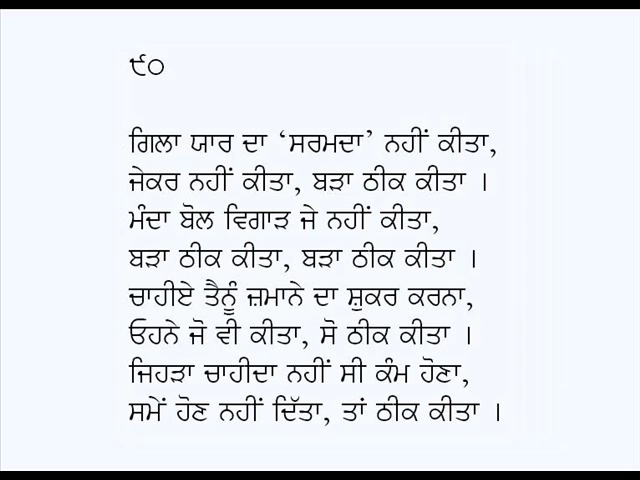 ੯੦
ਗਿਲਾ ਯਾਰ ਦਾ ‘ਸਰਮਦਾ’ ਨਹੀਂ ਕੀਤਾ,
ਜੇਕਰ ਨਹੀਂ ਕੀਤਾ, ਬੜਾ ਠੀਕ ਕੀਤਾ ।
ਮੰਦਾ ਬੋਲ ਵਿਗਾੜ ਜੇ ਨਹੀਂ ਕੀਤਾ,
ਬੜਾ ਠੀਕ ਕੀਤਾ, ਬੜਾ ਠੀਕ ਕੀਤਾ ।
ਚਾਹੀਏ ਤੈਨੂੰ ਜ਼ਮਾਨੇ ਦਾ ਸ਼ੁਕਰ ਕਰਨਾ,
ਓਹਨੇ ਜੋ ਵੀ ਕੀਤਾ, ਸੋ ਠੀਕ ਕੀਤਾ ।
ਜਿਹੜਾ ਚਾਹੀਦਾ ਨਹੀਂ ਸੀ ਕੰਮ ਹੋਣਾ,
ਸਮੇਂ ਹੋਣ ਨਹੀਂ ਦਿੱਤਾ, ਤਾਂ ਠੀਕ ਕੀਤਾ ।